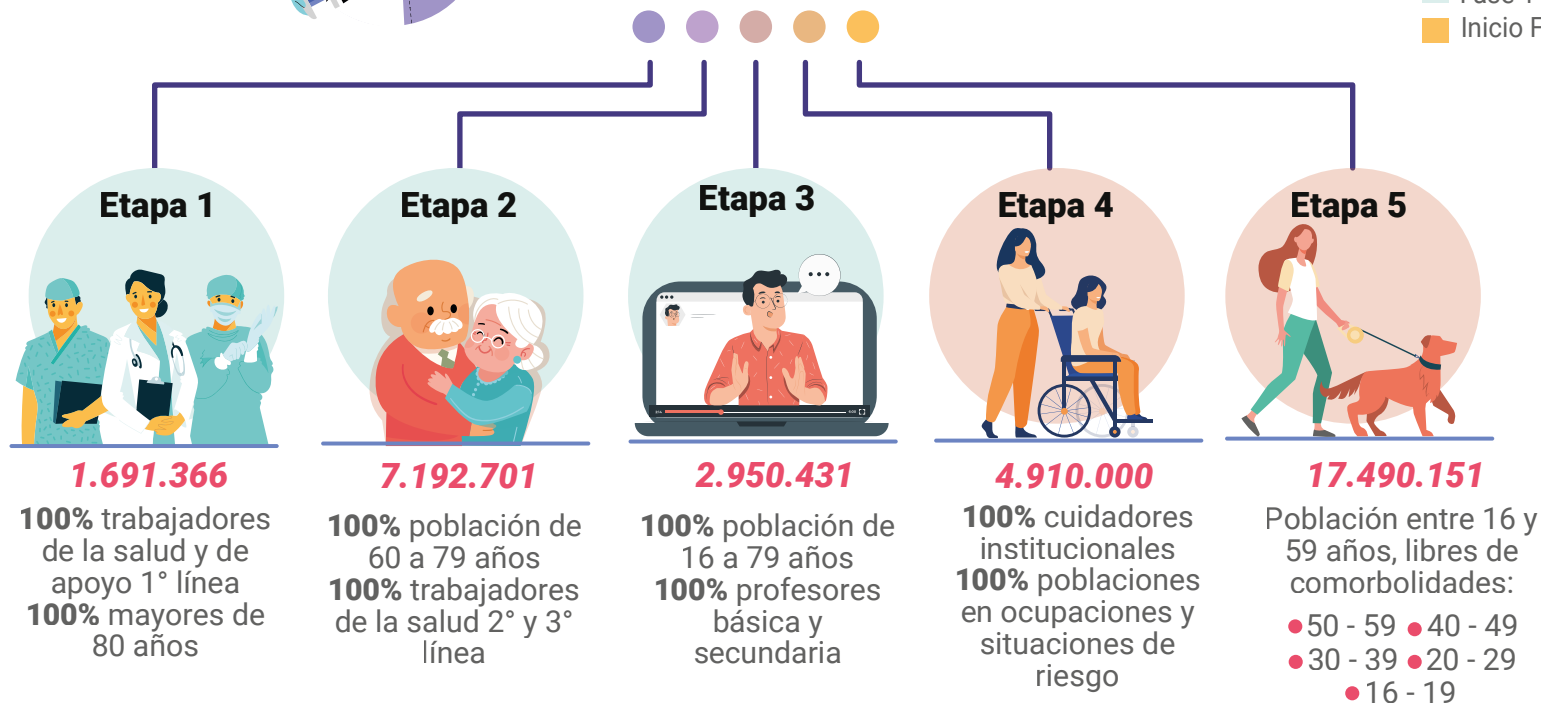 Inicio F
Etapa 1
1.691.366
100% trabajadores
de la salud y de
apoyo 1° línea
100% mayores de
80 años
Etapa 2
7.192.701
100% población de
60 a 79 años
100% trabajadores
de la salud 2° y 3°
línea
Etapa 3
2.950.431
100% población de
16 a 79 años
100% profesores
básica y
secundaria
Etapa 4
4.910.000
100% cuidadores
institucionales
100% poblaciones
en ocupaciones y
situaciones de
riesgo
Etapa 5
17.490.151
Población entre 16 y
59 años, libres de
comorbolidades:
50 - 59 40 - 49
30 - 39 20 - 29
16 - 19